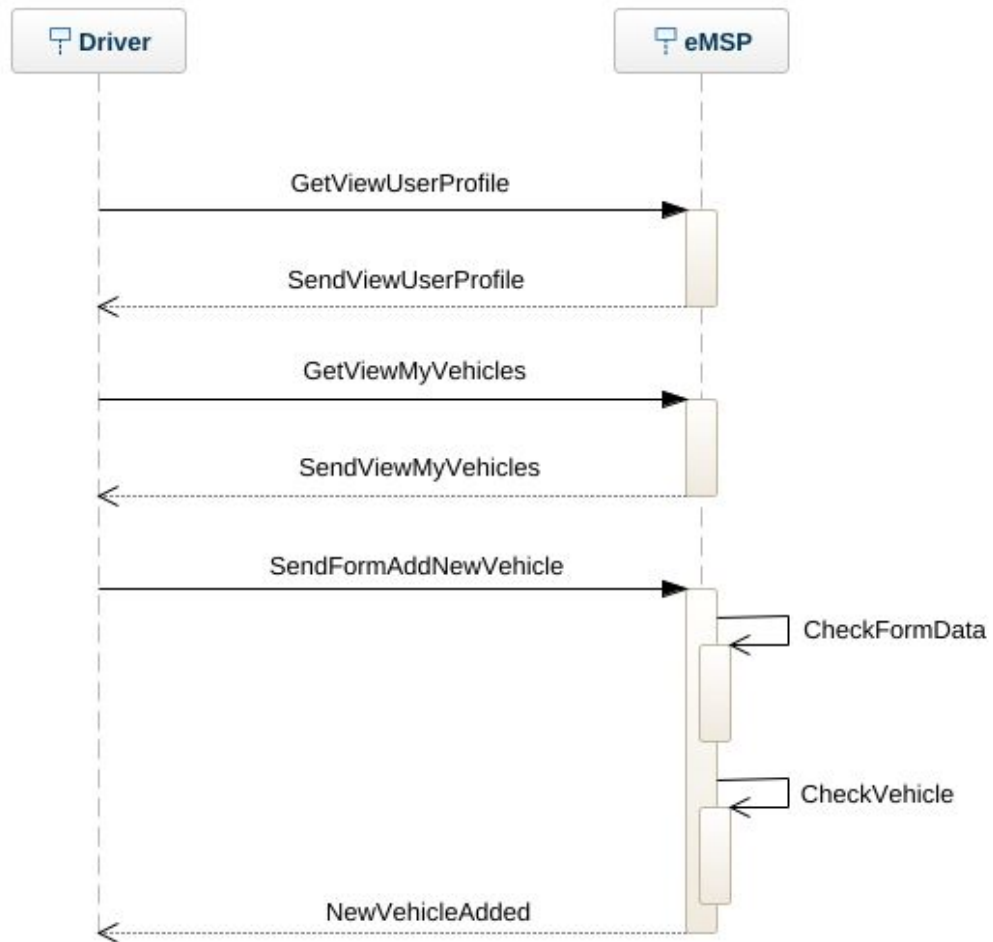 Driver
eMSP
GetViewUserProfile
SendViewUserProfile
GetViewMyVehicles
SendViewMyVehicles
SendFormAddNewVehicle
CheckFormData
CheckVehicle
NewVehicleAdded